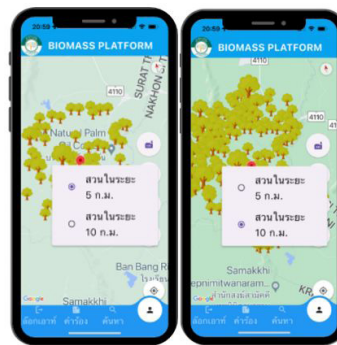 20:59
BIOMASS PLATFORM
4110
SURAT TH
NAKHON SI T
Natural Palm
Oil Co
สวนในระยะ
5 ก.ม.
สวนในระยะ
10 ก.ม.
Ban Bang Ri
Samakkhi
Google
ล็อกเอาท์
คำร้อง
ค้นหา
20:59
BIOMASS PLATFORM
4110
4110
สวนในระยะ
5 ก.ม.
สวนในระยะ
10 ก.ม.
Samakkhi
epnimitwanaram
Google
ล็อกเอาท์
คำร้อง
ค้นหา